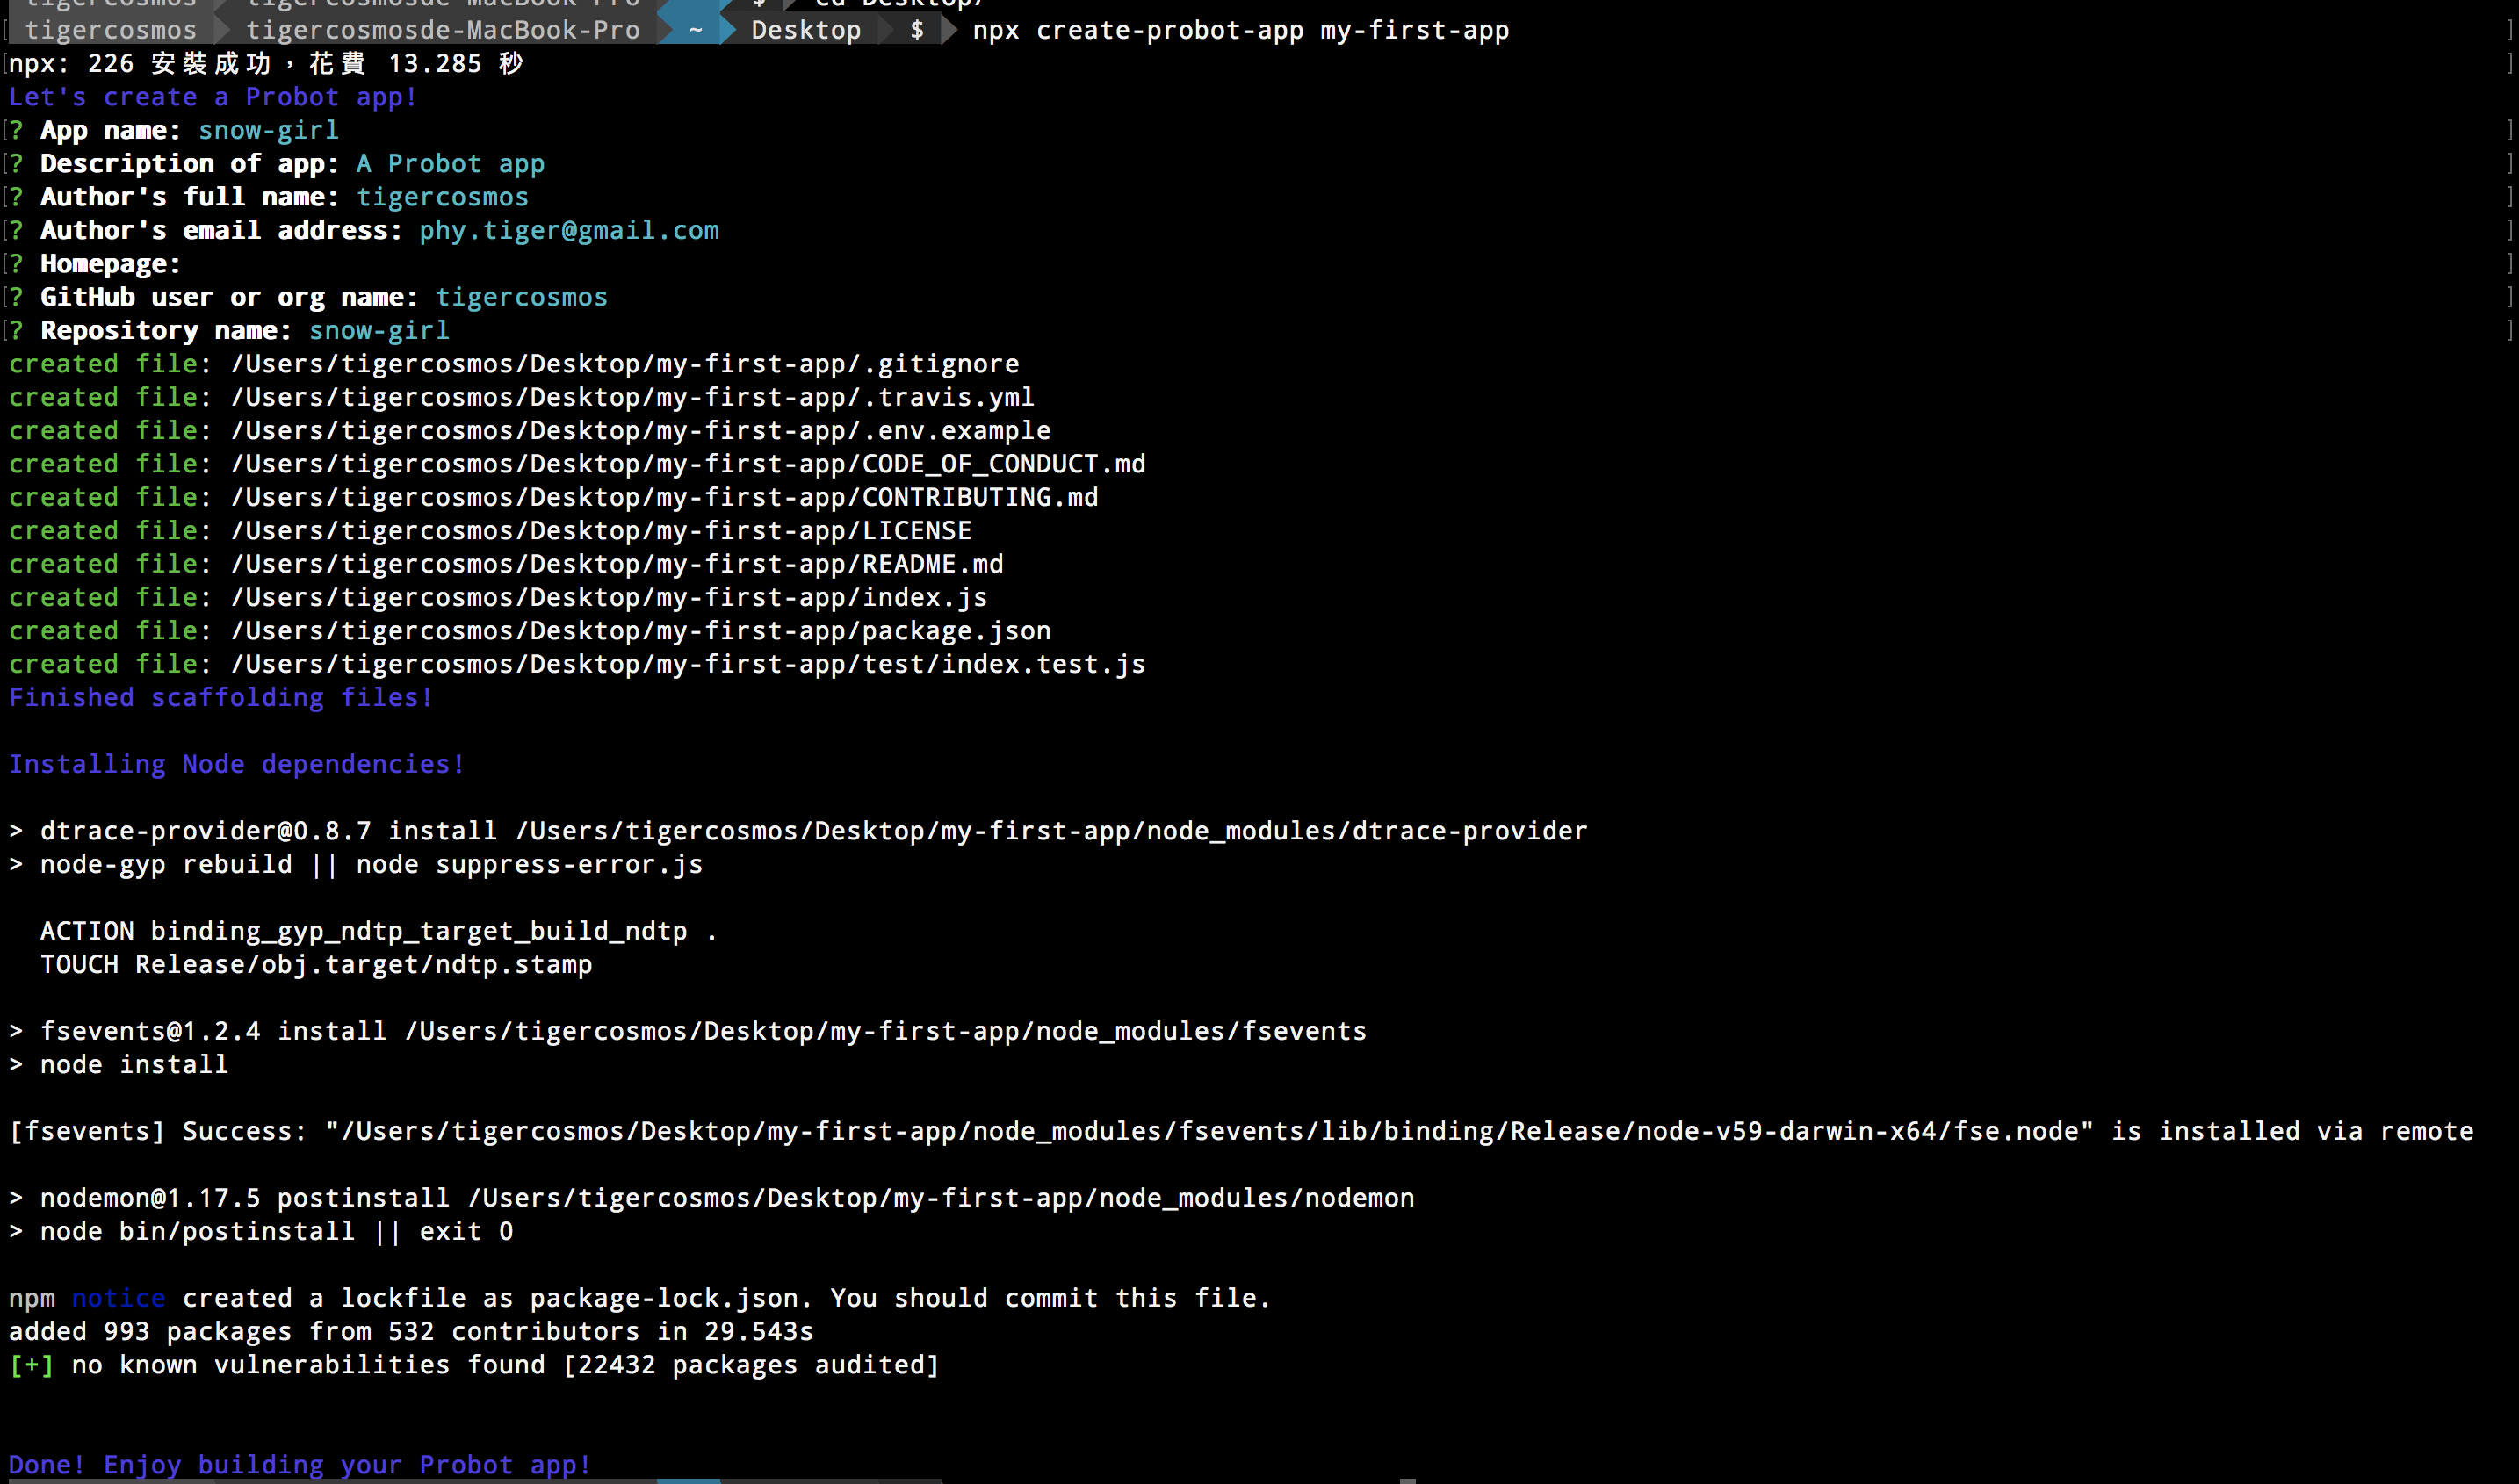 tigercosmos tigercosmosde-MacBook-Pro $ cd Desktop/
tigercosmos tigercosmosde-MacBook-Pro ~ Desktop $ npx create-probot-app my-first-app
npx: 226 安裝成功，花費 13.285 秒
Let's create a Probot app!
? App name: snow-girl
? Description of app: A Probot app
? Author's full name: tigercosmos
? Author's email address: phy.tiger@gmail.com
? Homepage:
? GitHub user or org name: tigercosmos
? Repository name: snow-girl
created file: /Users/tigercosmos/Desktop/my-first-app/.gitignore
created file: /Users/tigercosmos/Desktop/my-first-app/.travis.yml
created file: /Users/tigercosmos/Desktop/my-first-app/.env.example
created file: /Users/tigercosmos/Desktop/my-first-app/CODE_OF_CONDUCT.md
created file: /Users/tigercosmos/Desktop/my-first-app/CONTRIBUTING.md
created file: /Users/tigercosmos/Desktop/my-first-app/LICENSE
created file: /Users/tigercosmos/Desktop/my-first-app/README.md
created file: /Users/tigercosmos/Desktop/my-first-app/index.js
created file: /Users/tigercosmos/Desktop/my-first-app/package.json
created file: /Users/tigercosmos/Desktop/my-first-app/test/index.test.js
Finished scaffolding files!
Installing Node dependencies!
> dtrace-provider@0.8.7 install /Users/tigercosmos/Desktop/my-first-app/node_modules/dtrace-provider
> node-gyp rebuild || node suppress-error.js
ACTION binding_gyp_ndtp_target_build_ndtp .
TOUCH Release/obj.target/ndtp.stamp
> fsevents@1.2.4 install /Users/tigercosmos/Desktop/my-first-app/node_modules/fsevents
> node install
[fsevents] Success: "/Users/tigercosmos/Desktop/my-first-app/node_modules/fsevents/lib/binding/Release/node-v59-darwin-x64/fse.node" is installed via remote
> nodemon@1.17.5 postinstall /Users/tigercosmos/Desktop/my-first-app/node_modules/nodemon
> node bin/postinstall || exit 0
npm notice created a lockfile as package-lock.json. You should commit this file.
added 993 packages from 532 contributors in 29.543s
[+] no known vulnerabilities found [22432 packages audited]
Done! Enjoy building your Probot app!